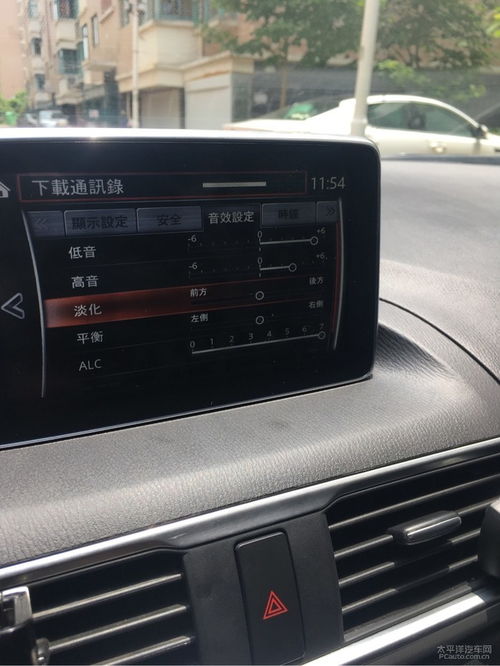 下載通訊錄 11:54
« 顯示設定 安全 音效設定 時鐘 »
低音 -6 0 +6
高音 -6 0 +6
淡化 前方 後方
平衡 左側 右側
ALC 0 1 2 3 4 5 6 7
太平洋汽车网
PCauto.com.cn